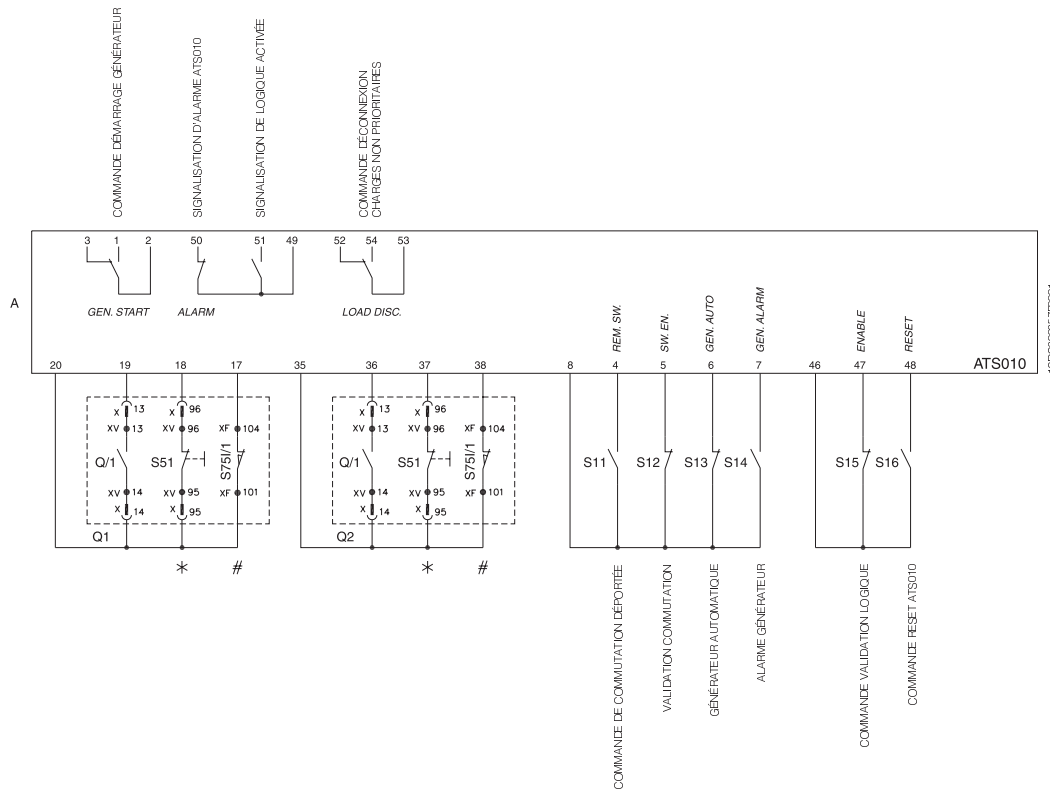 COMMANDE DÉMARRAGE GÉNÉRATEUR
SIGNALISATION D'ALARME ATS010
SIGNALISATION DE LOGIQUE ACTIVÉE
COMMANDE DÉCONNEXION
CHARGES NON PRIORITAIRES
3 1 2 50 51 49 52 54 53
A
GEN. START ALARM LOAD DISC.
REM. SW.
SW. EN.
GEN. AUTO
GEN. ALARM
ENABLE
RESET
20 19 18 17 35 36 37 38 8 4 5 6 7 46 47 48
ATS010
X 13 X 96 X 13 X 96
XV 13 XV 96 XF 104 XV 13 XV 96 XF 104
Q/1 S51 S75I/1 Q/1 S51 S75I/1 S11 S12 S13 S14 S15 S16
XV 14 XV 95 XF 101 XV 14 XV 95 XF 101
X 14 X 95 X 14 X 95
Q1 Q2
* # * #
COMMANDE DE COMMUTATION DÉPORTÉE
VALIDATION COMMUTATION
GÉNÉRATEUR AUTOMATIQUE
ALARME GÉNÉRATEUR
COMMANDE VALIDATION LOGIQUE
COMMANDE RESET ATS010